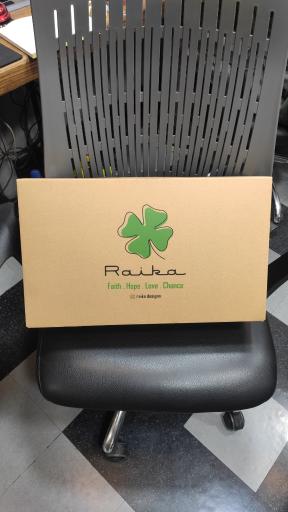 Raika
Faith . Hope . Love . Chance
raika.designs